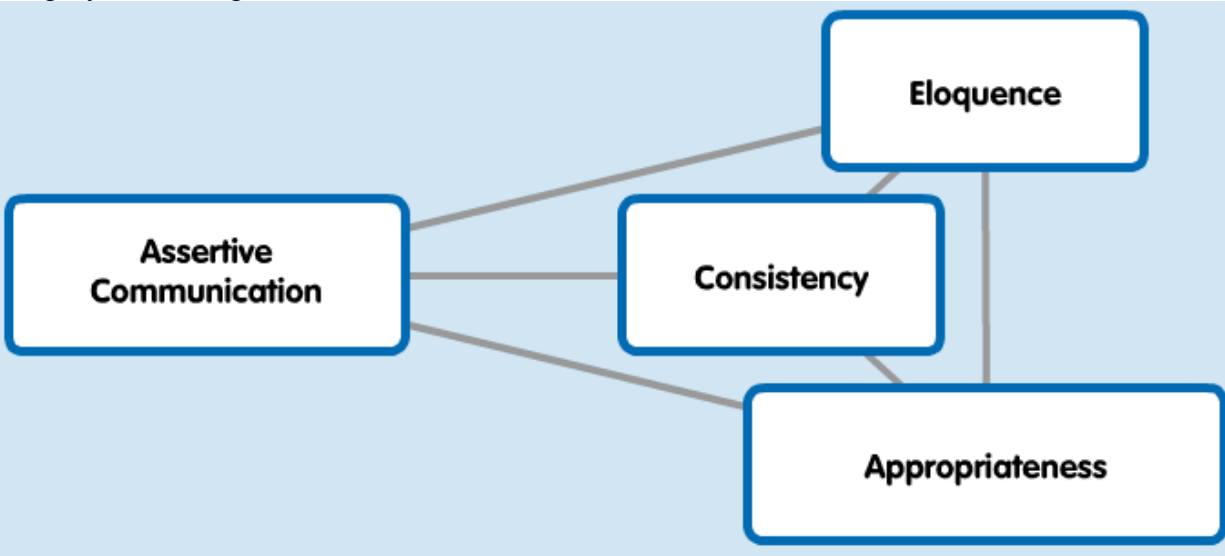 Eloquence
Assertive
Communication
Consistency
Appropriateness